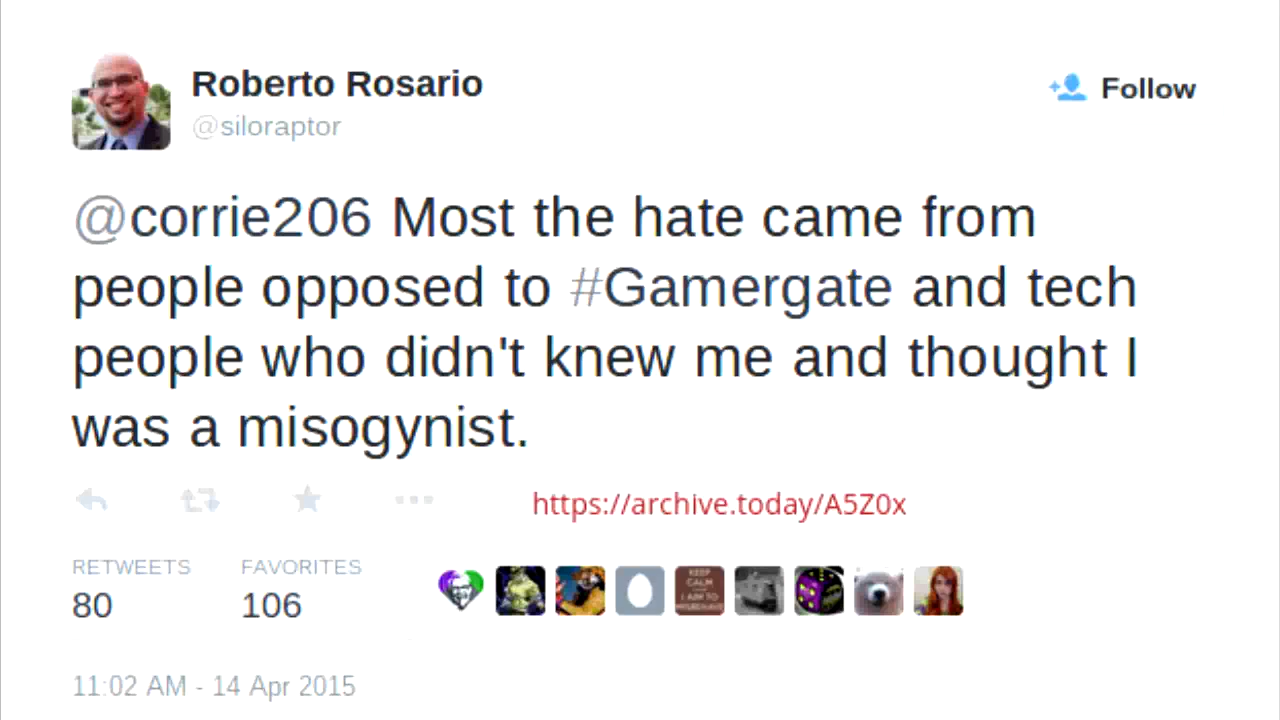 Roberto Rosario
@siloraptor
Follow
@corrie206 Most the hate came from
people opposed to #Gamergate and tech
people who didn't knew me and thought I
was a misogynist.
https://archive.today/A5Z0x
RETWEETS
FAVORITES
80
106
KEEP
CALM
11:02 AM - 14 Apr 2015